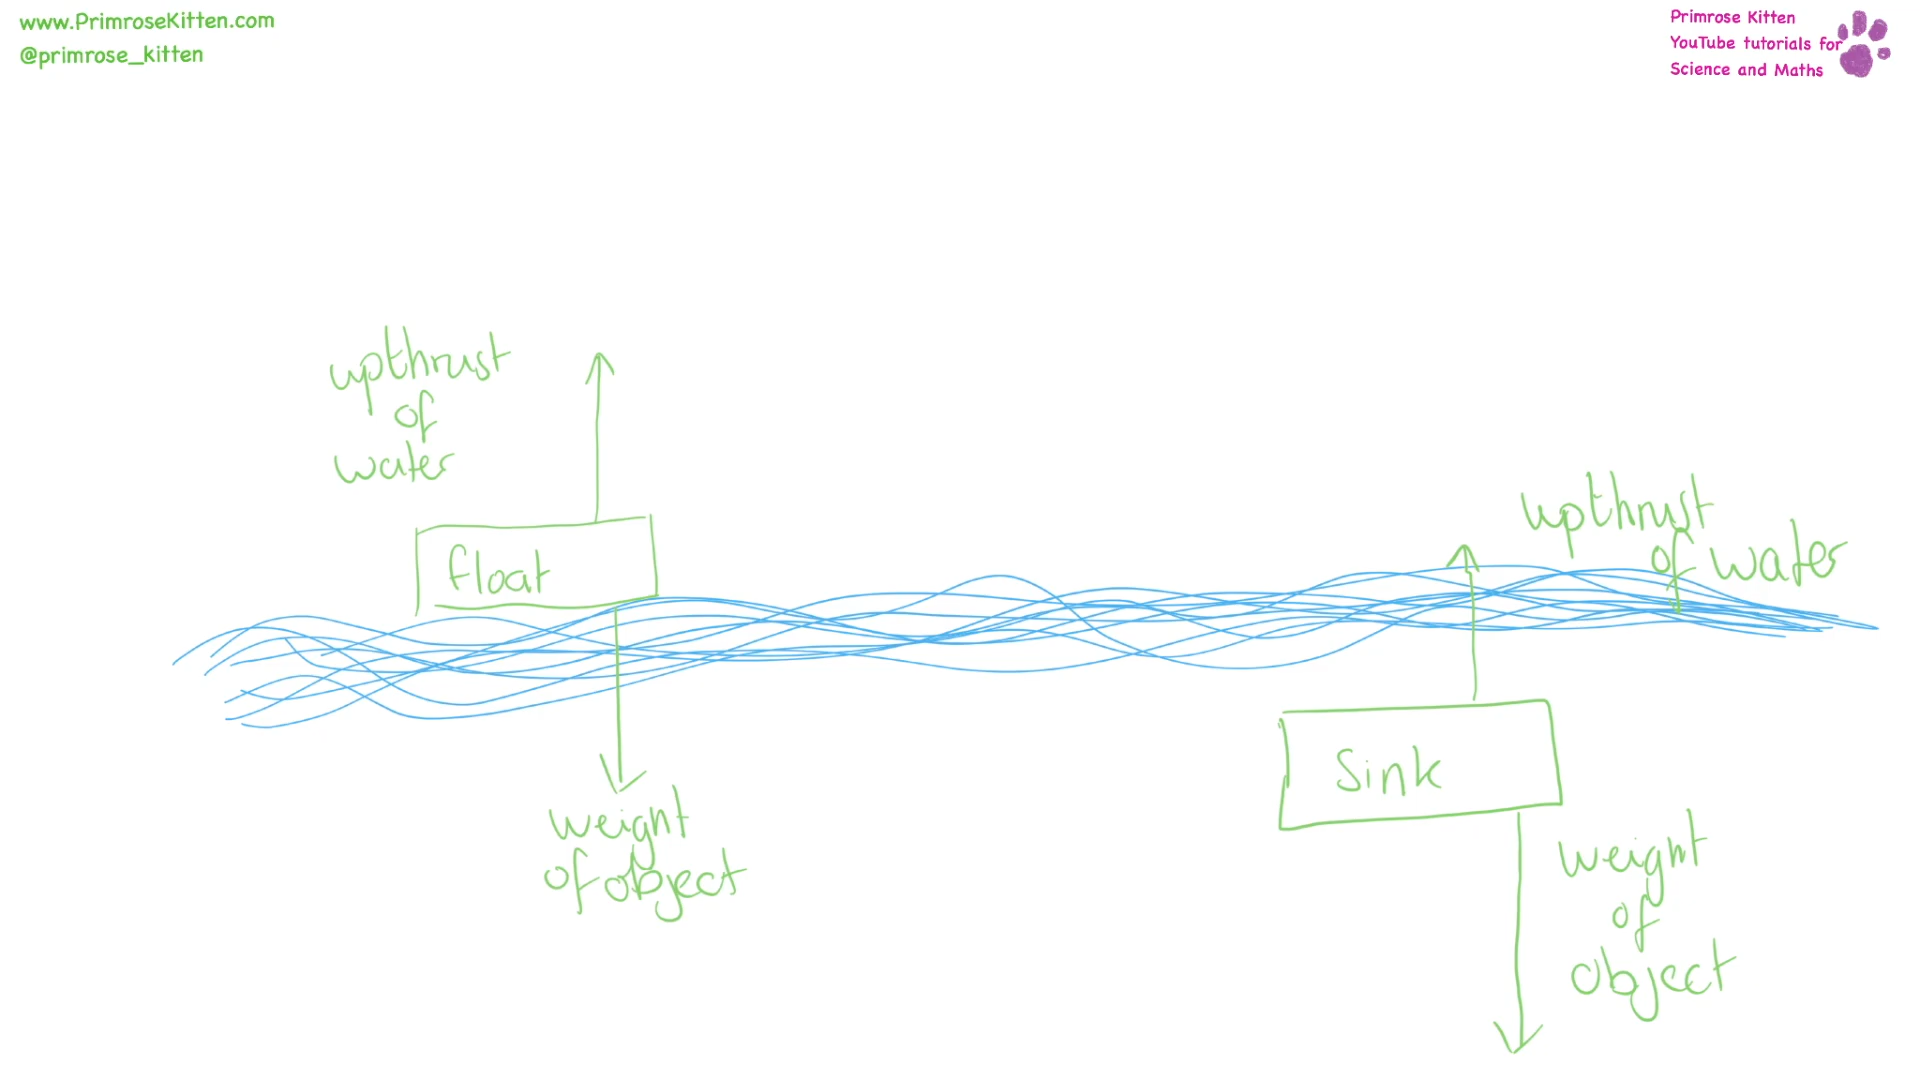 www.PrimroseKitten.com
@primrose_kitten
Primrose Kitten
YouTube tutorials for
Science and Maths
upthrust
of
water
float
weight
of object
upthrust
of water
Sink
weight
of
object